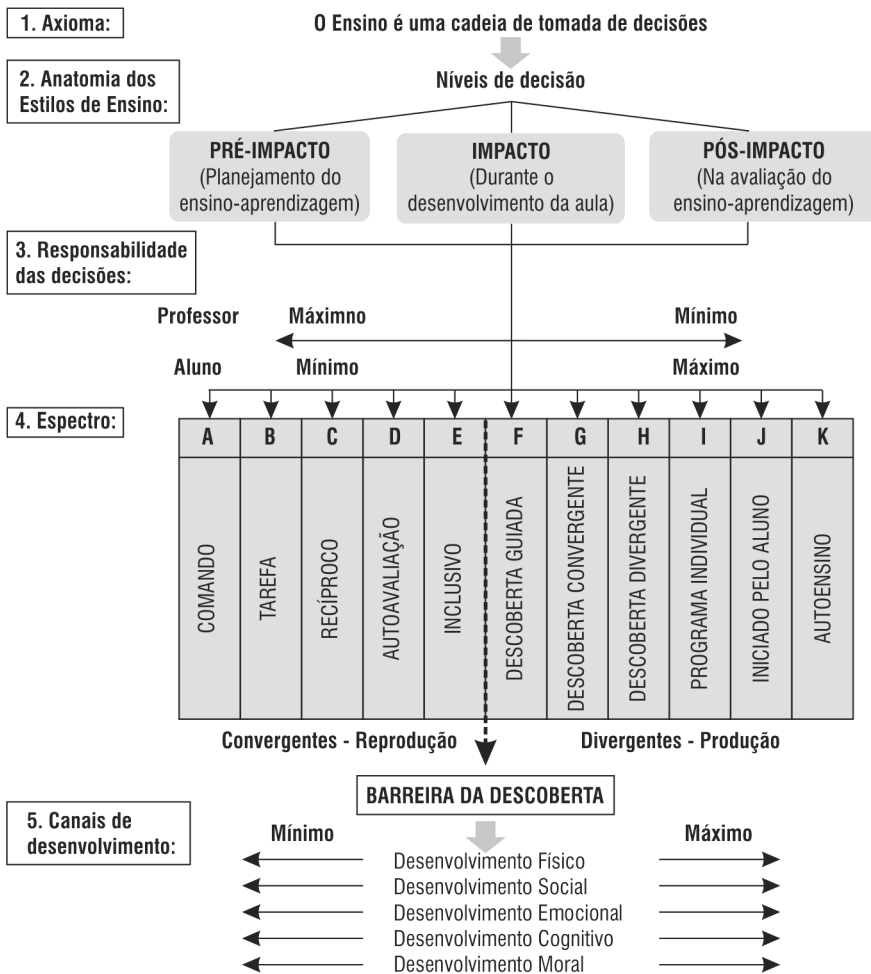 1. Axioma:
O Ensino é uma cadeia de tomada de decisões
2. Anatomia dos
Estilos de Ensino:
Níveis de decisão
PRÉ-IMPACTO
(Planejamento do
ensino-aprendizagem)
IMPACTO
(Durante o
desenvolvimento da aula)
PÓS-IMPACTO
(Na avaliação do
ensino-aprendizagem)
3. Responsabilidade
das decisões:
Professor Máximno Mínimo
Aluno Mínimo Máximo
4. Espectro:
A B C D E F G H I J K
COMANDO
TAREFA
RECÍPROCO
AUTOAVALIAÇÃO
INCLUSIVO
DESCOBERTA GUIADA
DESCOBERTA CONVERGENTE
DESCOBERTA DIVERGENTE
PROGRAMA INDIVIDUAL
INICIADO PELO ALUNO
AUTOENSINO
Convergentes - Reprodução Divergentes - Produção
BARREIRA DA DESCOBERTA
5. Canais de
desenvolvimento:
Mínimo Máximo
Desenvolvimento Físico
Desenvolvimento Social
Desenvolvimento Emocional
Desenvolvimento Cognitivo
Desenvolvimento Moral